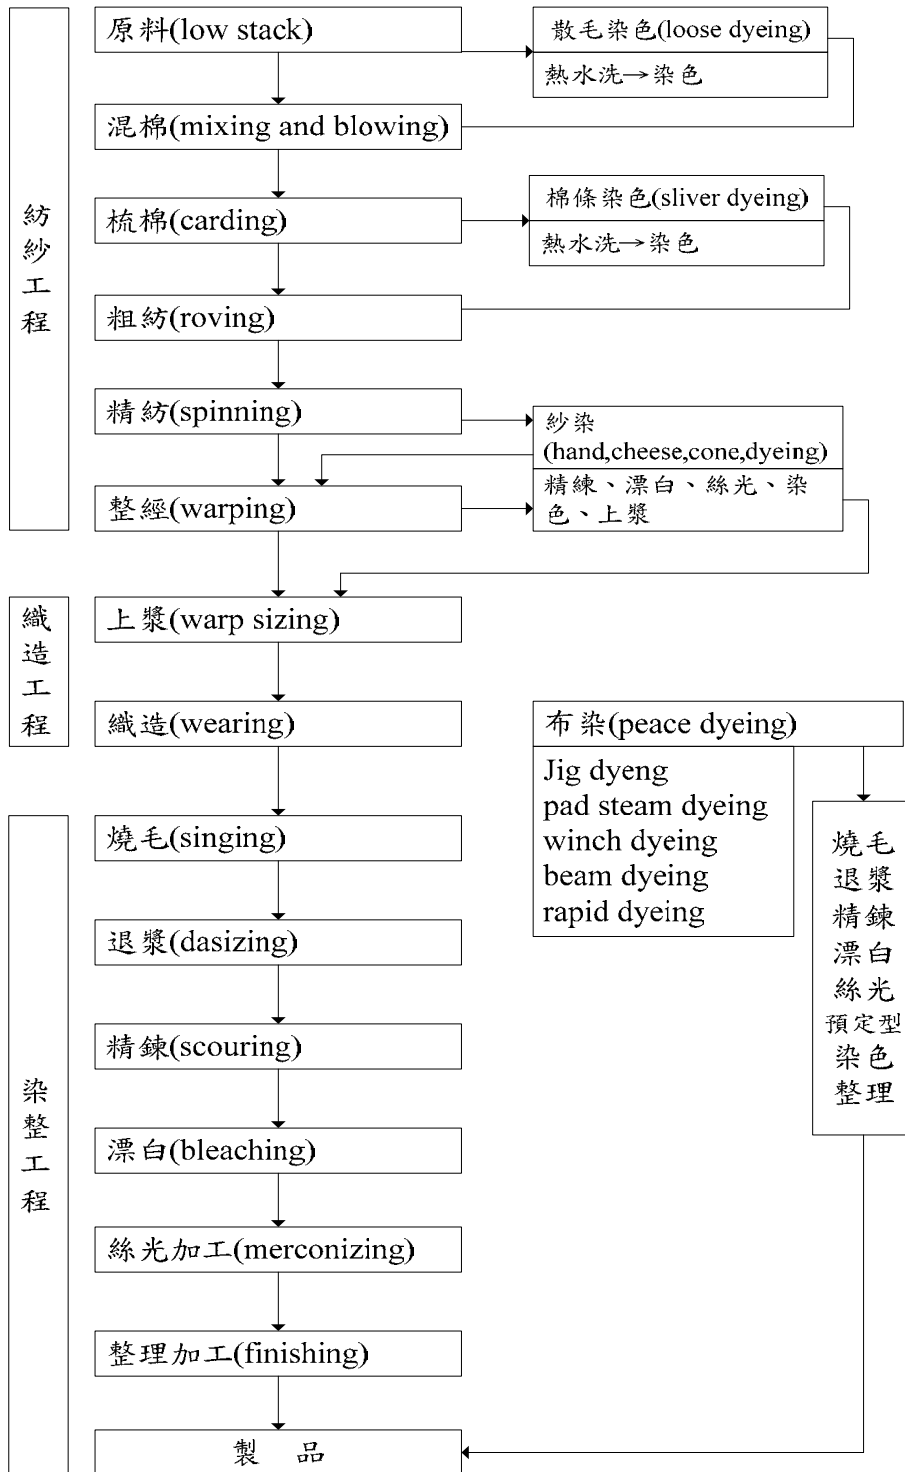 原料(low stack)
散毛染色(loose dyeing)
熱水洗→染色
混棉(mixing and blowing)
梳棉(carding)
棉條染色(sliver dyeing)
熱水洗→染色
粗紡(roving)
精紡(spinning)
紗染
(hand,cheese,cone,dyeing)
精練、漂白、絲光、染
色、上漿
整經(warping)
紡紗工程
上漿(warp sizing)
織造(wearing)
織造工程
布染(peace dyeing)
Jig dyeng
pad steam dyeing
winch dyeing
beam dyeing
rapid dyeing
燒毛
退漿
精鍊
漂白
絲光
預定型
染色
整理
燒毛(singing)
退漿(dasizing)
精鍊(scouring)
漂白(bleaching)
絲光加工(merconizing)
整理加工(finishing)
製 品
染整工程